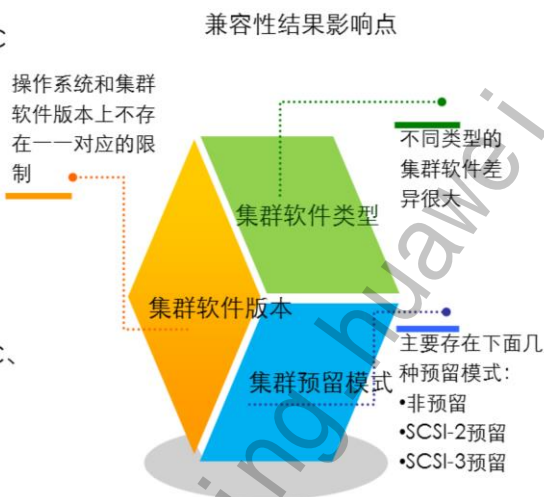 兼容性结果影响点
C
操作系统和集群
软件版本上不存
在一一对应的限
制
不同类型的
集群软件差
异很大
集群软件类型
集群软件版本
集群预留模式
C、
主要存在下面几
种预留模式：
•非预留
•SCSI-2预留
•SCSI-3预留
ing.huawei